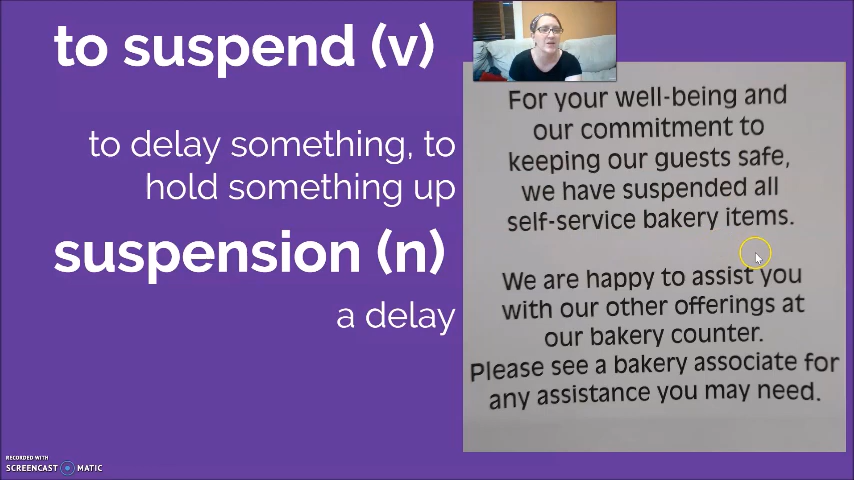 to suspend (v)
to delay something, to
hold something up
suspension (n)
a delay
For your well-being and
our commitment to
keeping our guests safe,
we have suspended all
self-service bakery items.
We are happy to assist you
with our other offerings at
our bakery counter.
Please see a bakery associate for
any assistance you may need.
RECORDED WITH
SCREENCAST MATIC